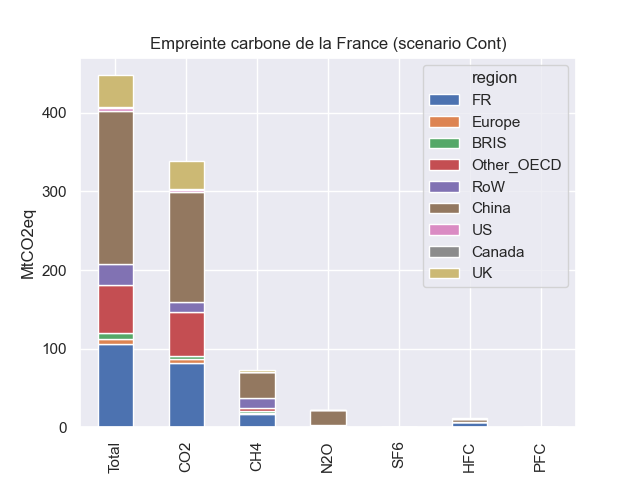 Empreinte carbone de la France (scenario Cont)
MtCO2eq
400
300
200
100
0
region
FR
Europe
BRIS
Other_OECD
RoW
China
US
Canada
UK
Total
CO2
CH4
N2O
SF6
HFC
PFC